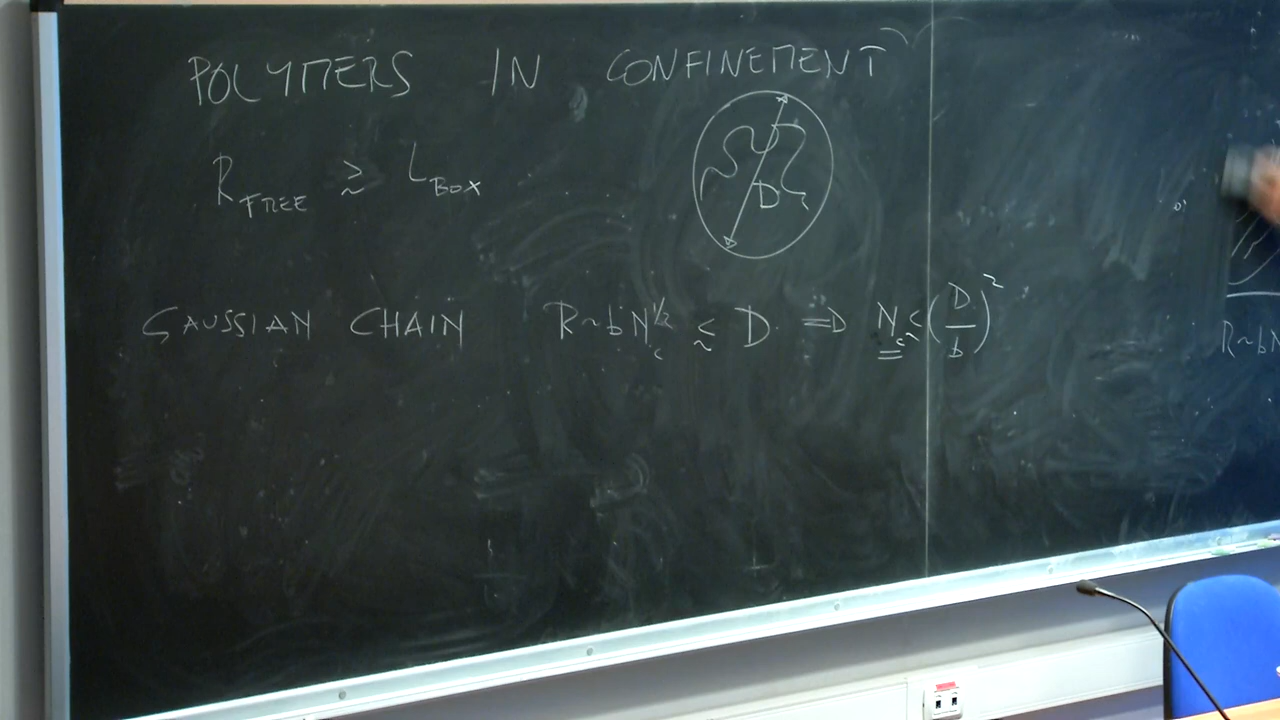 POLYMERS IN CONFINEMENT
R_FREE ≳ L_BOX
D
GAUSSIAN CHAIN R ~ b N_c^{1/2} ≲ D ⇒ N_c ≲ (D/b)^2
R ~ b N